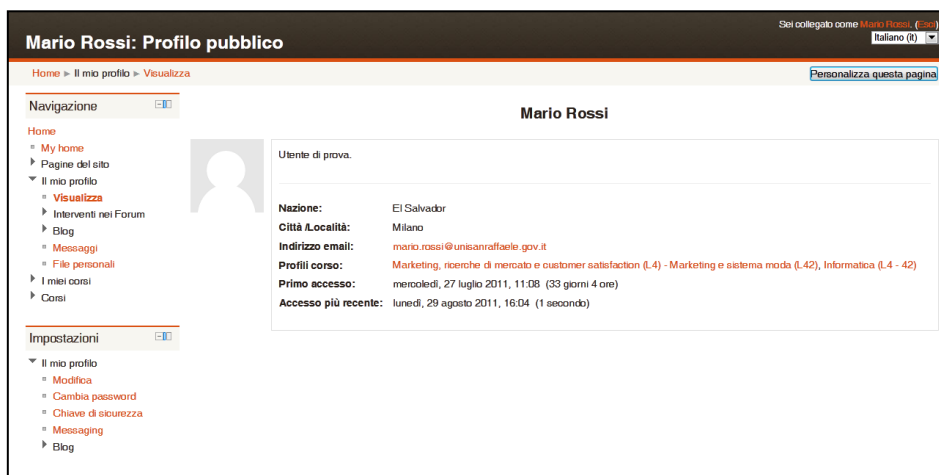 Sei collegato come Mario Rossi. (Esci)
Italiano (it)
Mario Rossi: Profilo pubblico
Home ► Il mio profilo ► Visualizza
Personalizza questa pagina
Navigazione
Home
My home
Pagine del sito
Il mio profilo
Visualizza
Interventi nei Forum
Blog
Messaggi
File personali
I miei corsi
Corsi
Impostazioni
Il mio profilo
Modifica
Cambia password
Chiave di sicurezza
Messaging
Blog
Mario Rossi
Utente di prova.
Nazione: El Salvador
Città /Località: Milano
Indirizzo email: mario.rossi@unisanraffaele.gov.it
Profili corso: Marketing, ricerche di mercato e customer satisfaction (L4) - Marketing e sistema moda (L42), Informatica (L4 - 42)
Primo accesso: mercoledì, 27 luglio 2011, 11:08 (33 giorni 4 ore)
Accesso più recente: lunedì, 29 agosto 2011, 16:04 (1 secondo)